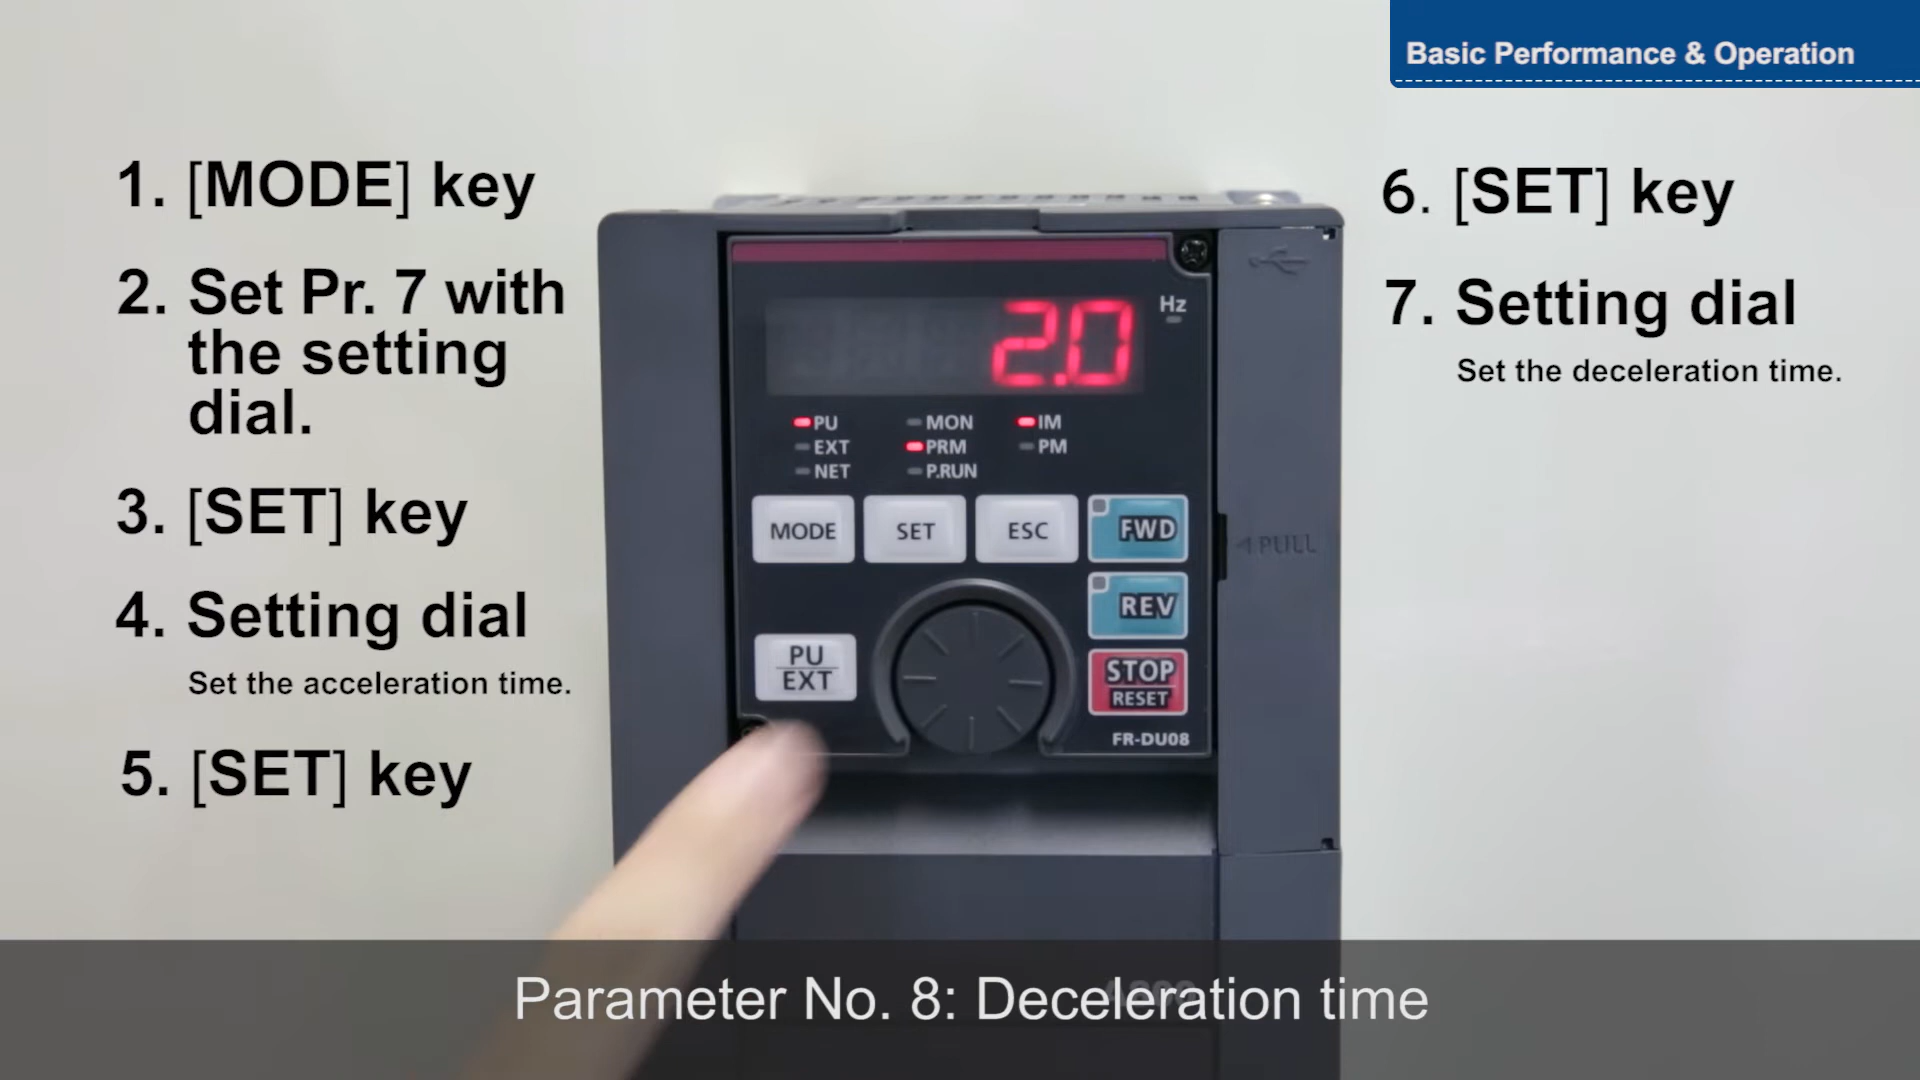 Basic Performance & Operation
1. [MODE] key
2. Set Pr. 7 with
the setting
dial.
3. [SET] key
4. Setting dial
Set the acceleration time.
5. [SET] key
6. [SET] key
7. Setting dial
Set the deceleration time.
2.0
Hz
PU MON IM
EXT PRM PM
NET P.RUN
MODE SET ESC FWD
REV
PU
EXT
STOP
RESET
FR-DU08
PULL
Parameter No. 8: Deceleration time